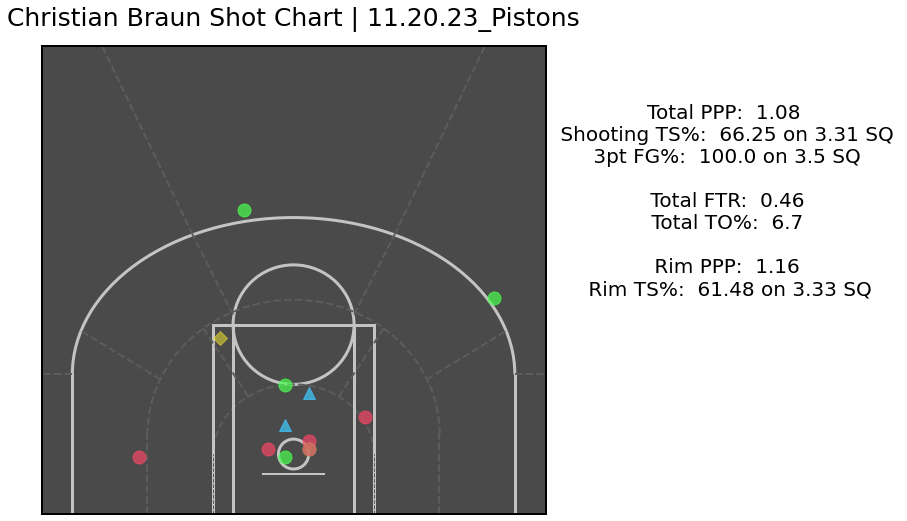 Christian Braun Shot Chart | 11.20.23_Pistons
Total PPP:  1.08
Shooting TS%:  66.25 on 3.31 SQ
3pt FG%:  100.0 on 3.5 SQ
Total FTR:  0.46
Total TO%:  6.7
Rim PPP:  1.16
Rim TS%:  61.48 on 3.33 SQ